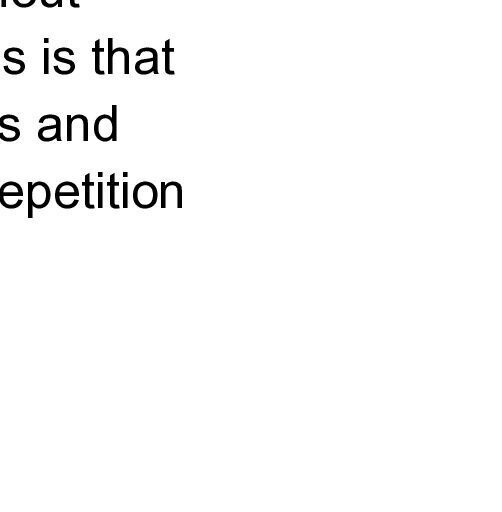 s is that
s and
epetition